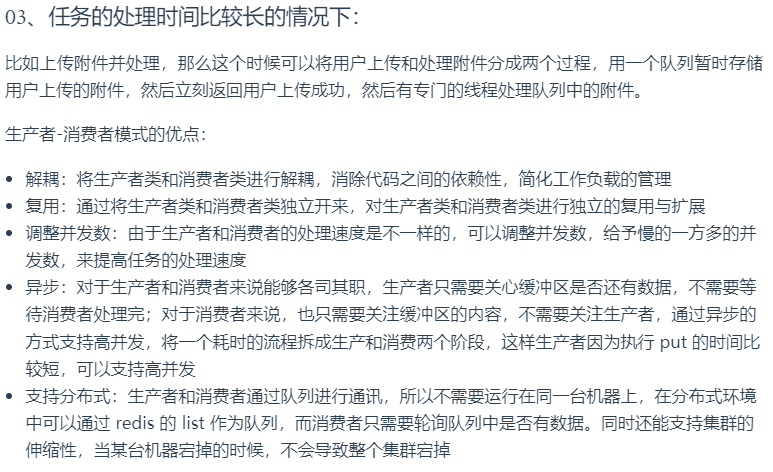 03、任务的处理时间比较长的情况下：
比如上传附件并处理，那么这个时候可以将用户上传和处理附件分成两个过程，用一个队列暂时存储
用户上传的附件，然后立刻返回用户上传成功，然后有专门的线程处理队列中的附件。
生产者-消费者模式的优点：
• 解耦：将生产者类和消费者类进行解耦，消除代码之间的依赖性，简化工作负载的管理
• 复用：通过将生产者类和消费者类独立开来，对生产者类和消费者类进行独立的复用与扩展
• 调整并发数：由于生产者和消费者的处理速度是不一样的，可以调整并发数，给予慢的一方多的并
发数，来提高任务的处理速度
• 异步：对于生产者和消费者来说能够各司其职，生产者只需要关心缓冲区是否还有数据，不需要等
待消费者处理完；对于消费者来说，也只需要关注缓冲区的内容，不需要关注生产者，通过异步的
方式支持高并发，将一个耗时的流程拆成生产和消费两个阶段，这样生产者因为执行 put 的时间比
较短，可以支持高并发
• 支持分布式：生产者和消费者通过队列进行通讯，所以不需要运行在同一台机器上，在分布式环境
中可以通过 redis 的 list 作为队列，而消费者只需要轮询队列中是否有数据。同时还能支持集群的
伸缩性，当某台机器宕掉的时候，不会导致整个集群宕掉